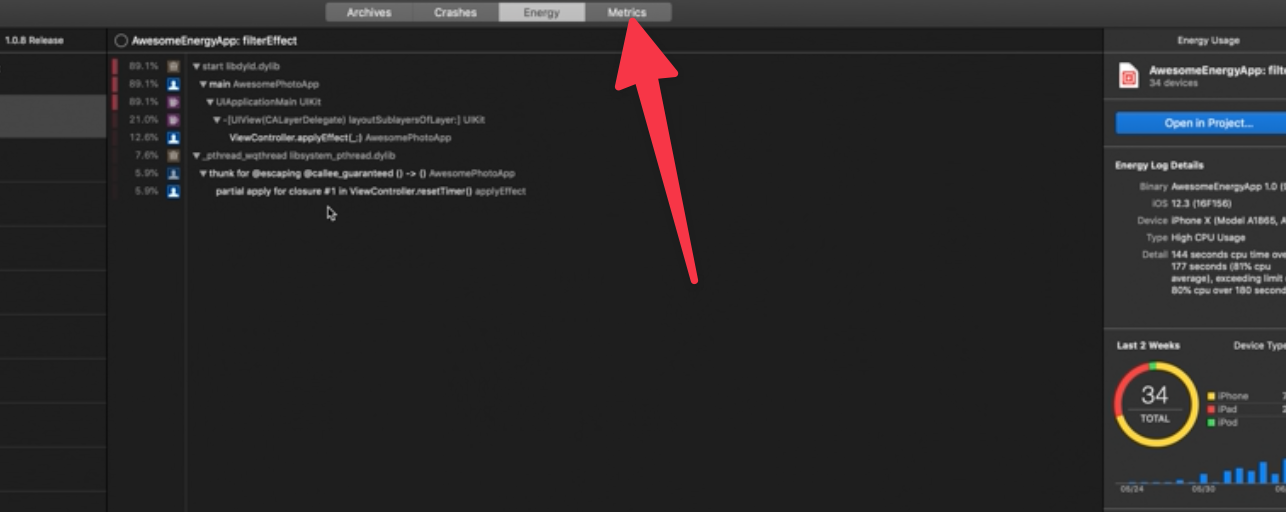 Archives Crashes Energy Metrics
1.0.8 Release
AwesomeEnergyApp: filterEffect
89.1% start libdyld.dylib
89.1% main AwesomePhotoApp
89.1% UIApplicationMain UIKit
21.0% -[UIView(CALayerDelegate) layoutSublayersOfLayer:] UIKit
12.6% ViewController.applyEffect(_:) AwesomePhotoApp
7.6% _pthread_wqthread libsystem_pthread.dylib
5.9% thunk for @escaping @callee_guaranteed () -> () AwesomePhotoApp
5.9% partial apply for closure #1 in ViewController.resetTimer() applyEffect
Energy Usage
AwesomeEnergyApp: filte
34 devices
Open in Project...
Energy Log Details
Binary AwesomeEnergyApp 1.0 (
iOS 12.3 (16F156)
Device iPhone X (Model A1865, A
Type High CPU Usage
Detail 144 seconds cpu time over
177 seconds (81% cpu
average), exceeding limit
80% cpu over 180 second
Last 2 Weeks Device Type
34
TOTAL
iPhone
iPad
iPod
05/24 05/30